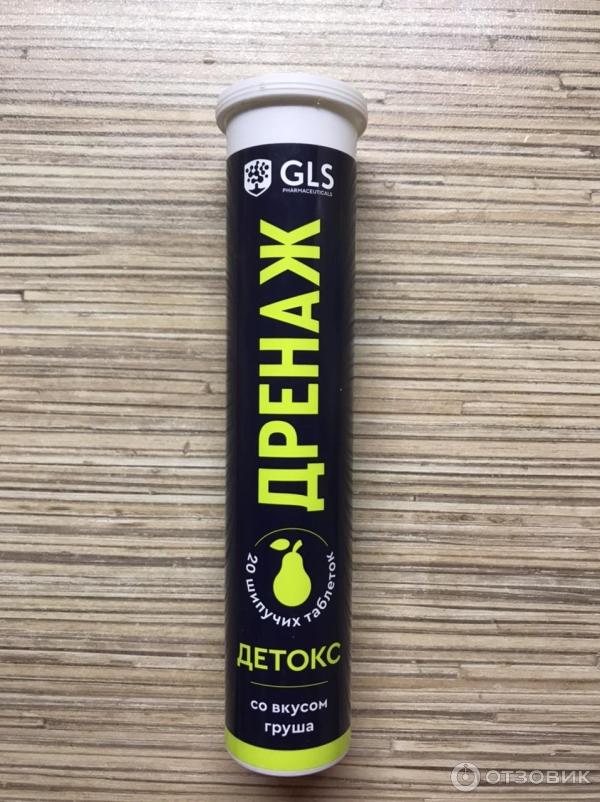 GLS
PHARMACEUTICALS
ДРЕНАЖ
20 шипучих таблеток
ДЕТОКС
со вкусом
груша
ОТЗОВИК